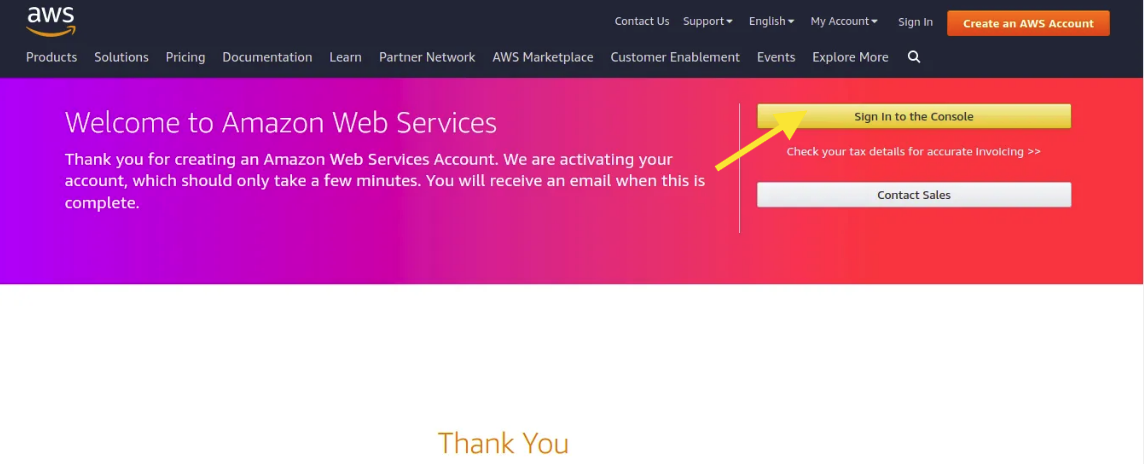 aws
Contact Us Support English My Account Sign In Create an AWS Account
Products Solutions Pricing Documentation Learn Partner Network AWS Marketplace Customer Enablement Events Explore More
Welcome to Amazon Web Services
Thank you for creating an Amazon Web Services Account. We are activating your
account, which should only take a few minutes. You will receive an email when this is
complete.
Sign In to the Console
Check your tax details for accurate invoicing >>
Contact Sales
Thank You